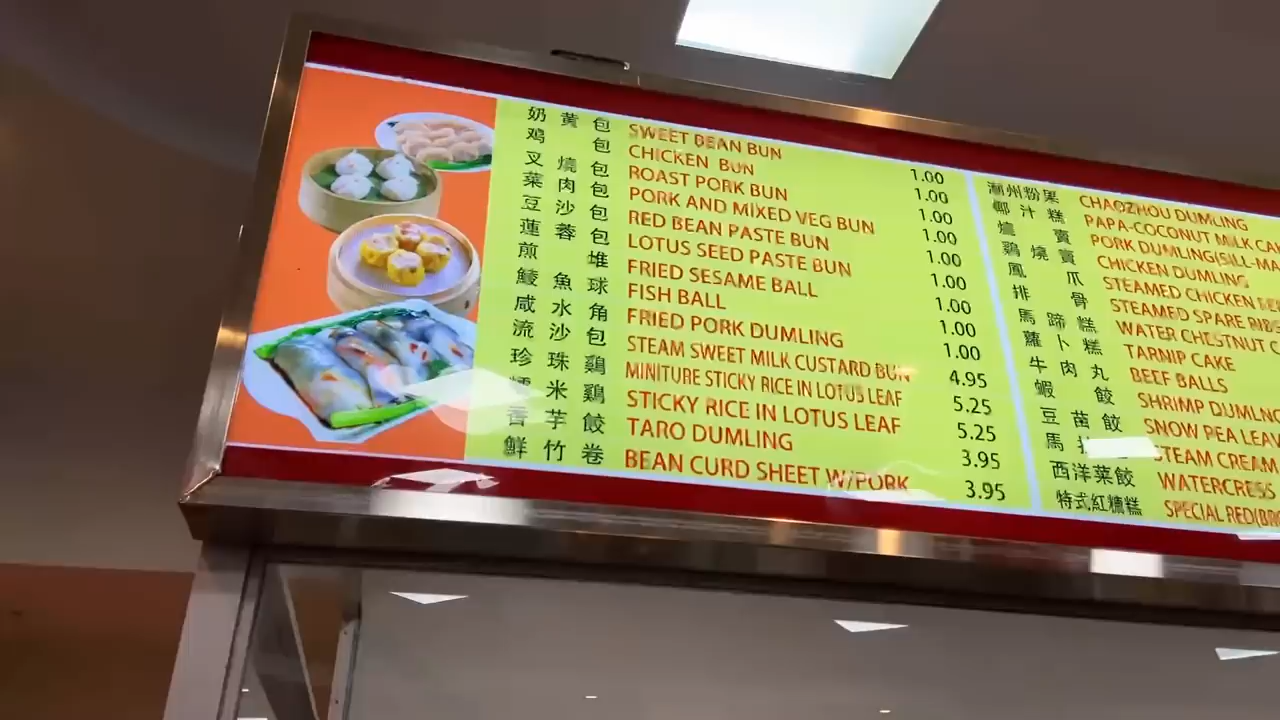 奶黄包 SWEET BEAN BUN 1.00
鸡包 CHICKEN BUN 1.00
叉燒包 ROAST PORK BUN 1.00
菜肉包 PORK AND MIXED VEG BUN 1.00
豆沙包 RED BEAN PASTE BUN 1.00
蓮蓉包 LOTUS SEED PASTE BUN 1.00
煎堆 FRIED SESAME BALL 1.00
鯪魚球 FISH BALL 1.00
咸水角 FRIED PORK DUMLING 1.00
流沙包 STEAM SWEET MILK CUSTARD BUN 4.95
珍珠鷄 MINITURE STICKY RICE IN LOTUS LEAF 5.25
米鷄 STICKY RICE IN LOTUS LEAF 5.25
香芋餃 TARO DUMLING 3.95
鮮竹卷 BEAN CURD SHEET W/PORK 3.95
潮州粉果 CHAOZHOU DUMLING
椰汁糕 PAPA-COCONUT MILK
賣 PORK DUMLING(SILL-MA
鷄燒賣 CHICKEN DUMLING
鳳爪 STEAMED CHICKEN
排骨 STEAMED SPARE RIBS
馬蹄糕 WATER CHESTNUT C
蘿卜糕 TARNIP CAKE
牛肉丸 BEEF BALLS
蝦餃 SHRIMP DUMLNG
豆苗餃 SNOW PEA LEAV
馬 STEAM CREAM
西洋菜餃 WATERCRESS
特式紅糖糕 SPECIAL RED(BRO